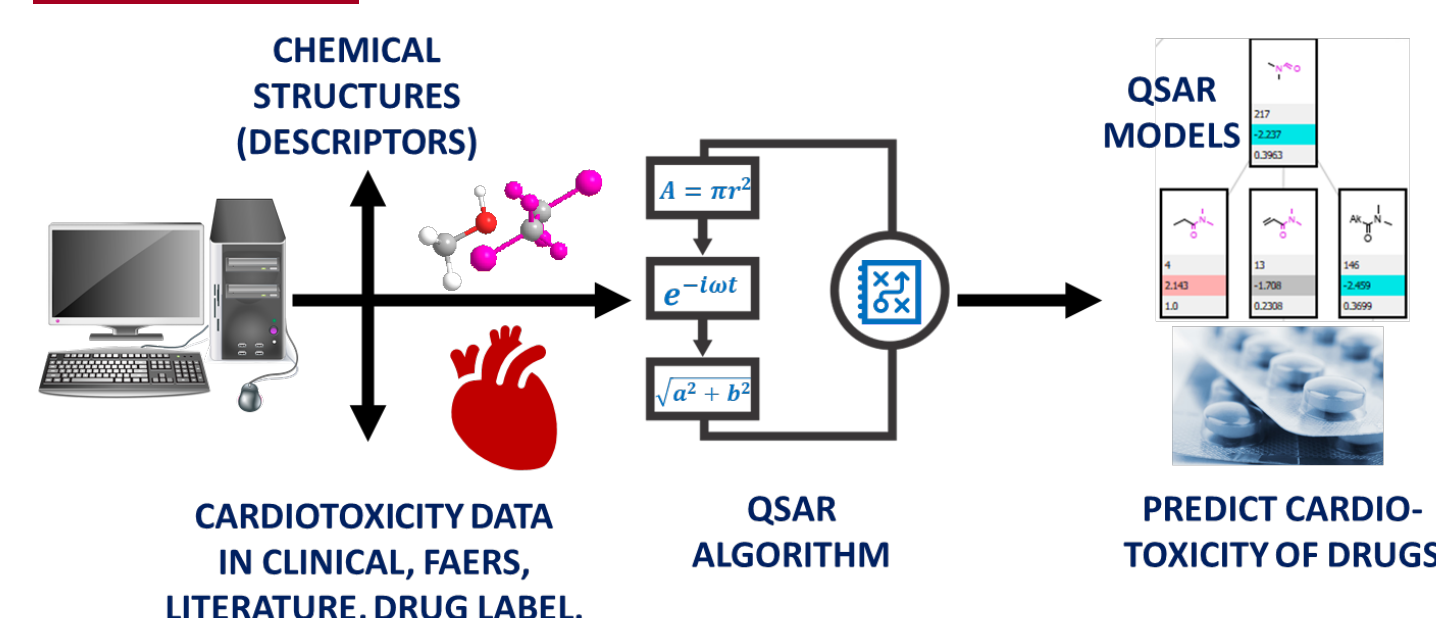 CHEMICAL
STRUCTURES
(DESCRIPTORS)
CARDIOTOXICITY DATA
IN CLINICAL, FAERS,
LITERATURE, DRUG LABEL.
A = πr²
e^{-iωt}
√a² + b²
QSAR
ALGORITHM
QSAR
MODELS
N O
217
-2.237
0.3963
N
O
4
2.143
1.0
N
O
13
-1.708
0.2308
Ak N
O
146
-2.459
0.3699
PREDICT CARDIO-
TOXICITY OF DRUGS